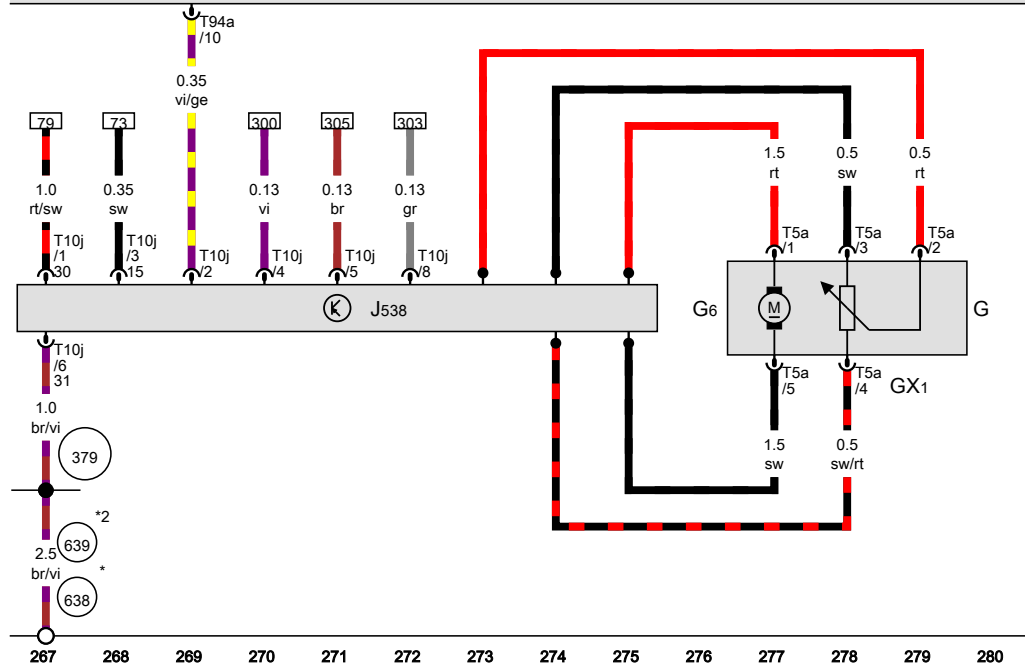 T94a
/10
0.35
vi/ge
79
73
300
305
303
1.0
rt/sw
0.35
sw
0.13
vi
0.13
br
0.13
gr
1.5
rt
0.5
sw
0.5
rt
T10j
/1
30
T10j
/3
15
T10j
/2
T10j
/4
T10j
/5
T10j
/8
T5a
/1
T5a
/3
T5a
/2
K
J538
G6
M
G
T10j
/6
31
T5a
/5
T5a
/4
GX1
1.0
br/vi
379
1.5
sw
0.5
sw/rt
*2
639
2.5
br/vi
*
638
267 268 269 270 271 272 273 274 275 276 277 278 279 280